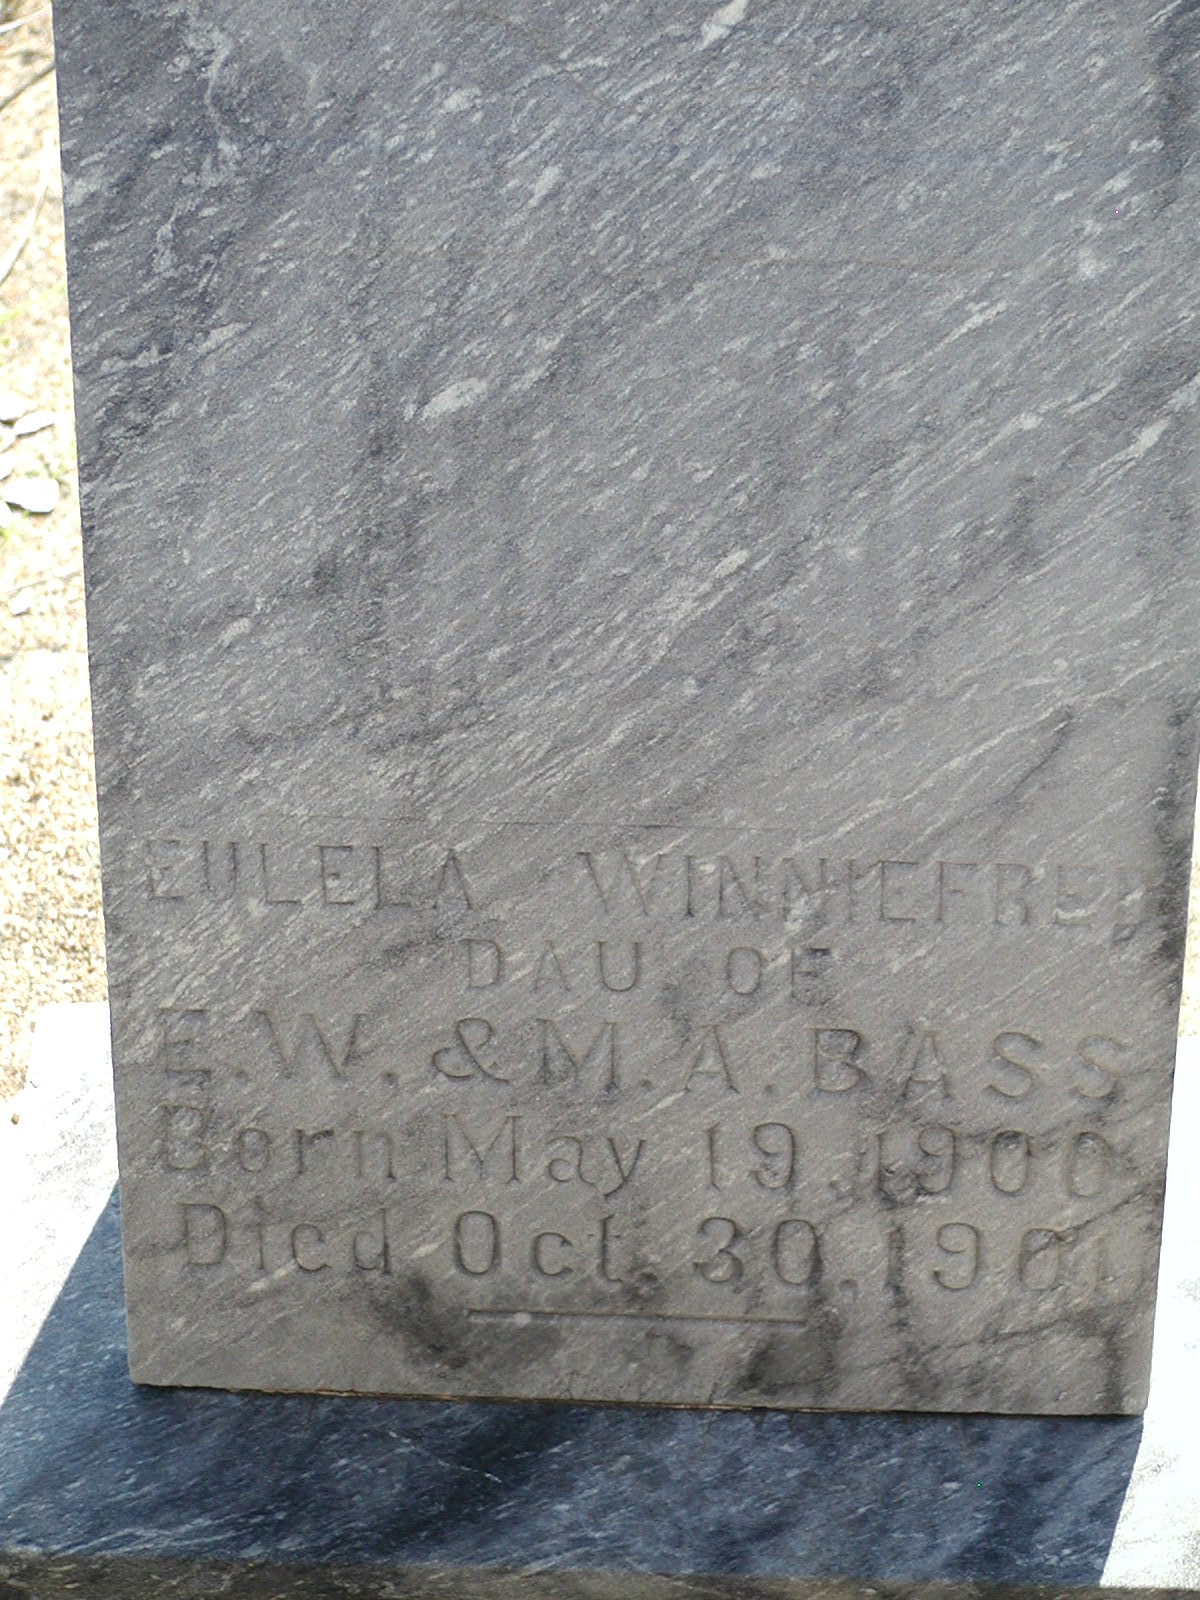 EULELA WINNIEFRED
DAU. OF
E.W. & M. A. BASS
Born May 19, 1900
Died Oct. 30, 1901